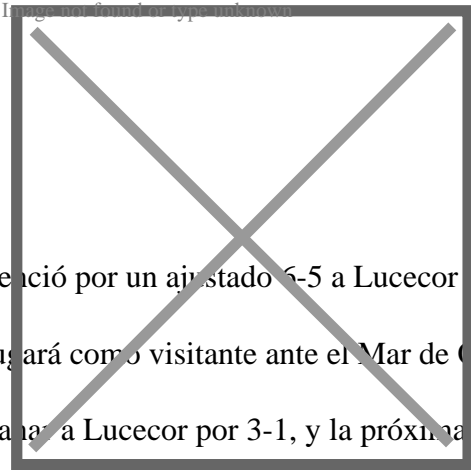 Image not found or type unknown
enció por un ajustado 6-5 a Lucecor
ugará como visitante ante el Mar de
anar a Lucecor por 3-1, y la próxima